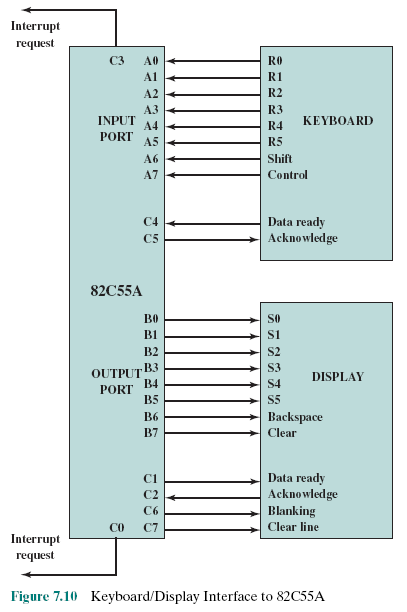 Interrupt
request
C3 A0 R0
A1 R1
A2 R2
A3 R3
INPUT A4 R4 KEYBOARD
PORT A5 R5
A6 Shift
A7 Control
C4 Data ready
C5 Acknowledge
82C55A
B0 S0
B1 S1
B2 S2
OUTPUT B3 S3
PORT B4 S4 DISPLAY
B5 S5
B6 Backspace
B7 Clear
C1 Data ready
C2 Acknowledge
C6 Blanking
C0 C7 Clear line
Interrupt
request
Figure 7.10 Keyboard/Display Interface to 82C55A